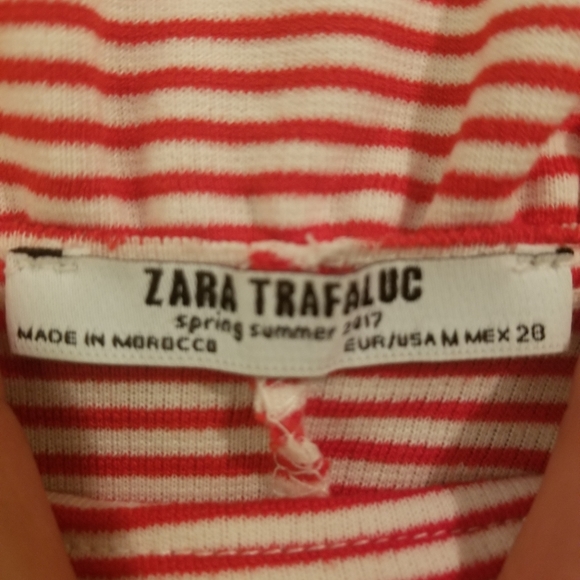 ZARA TRAFALUC
spring summer 2017
MADE IN MOROCCO EUR/USA M MEX 28